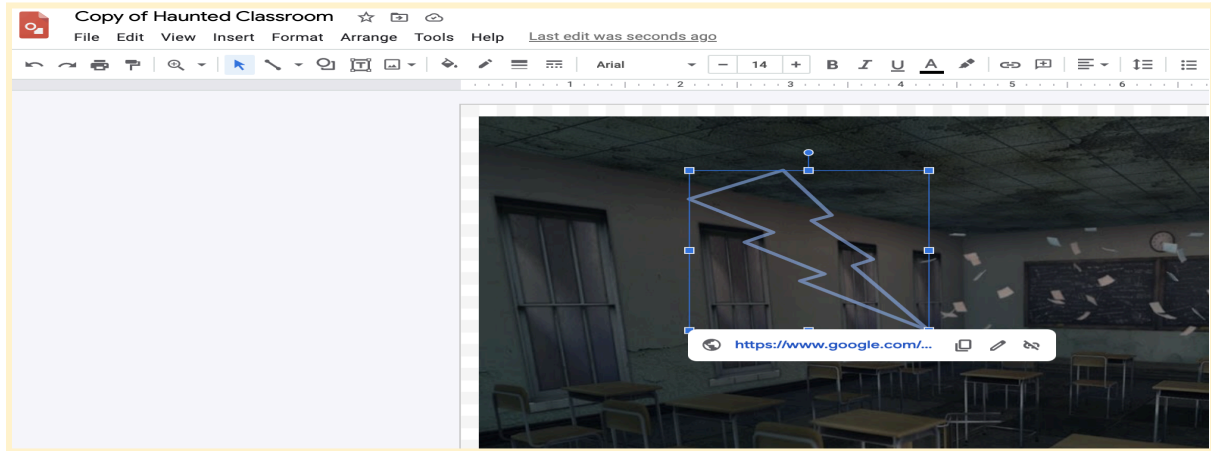 Copy of Haunted Classroom
File Edit View Insert Format Arrange Tools Help Last edit was seconds ago
Arial 14 B I U A
1 2 3 4 5 6
https://www.google.com/...